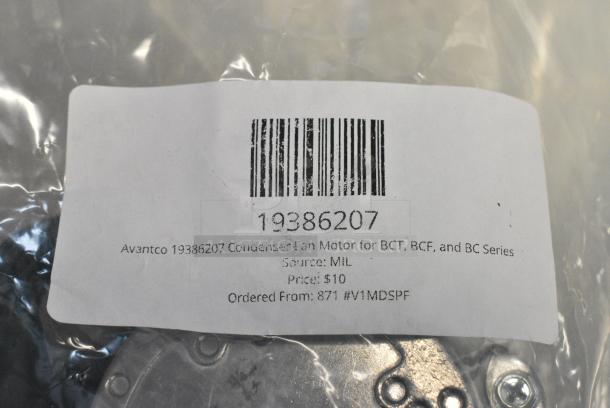 19386207
Avantco 19386207 Condenser Fan Motor for BCT, BCF, and BC Series
Source: MIL
Price: $10
Ordered From: 871 #V1MDSPF